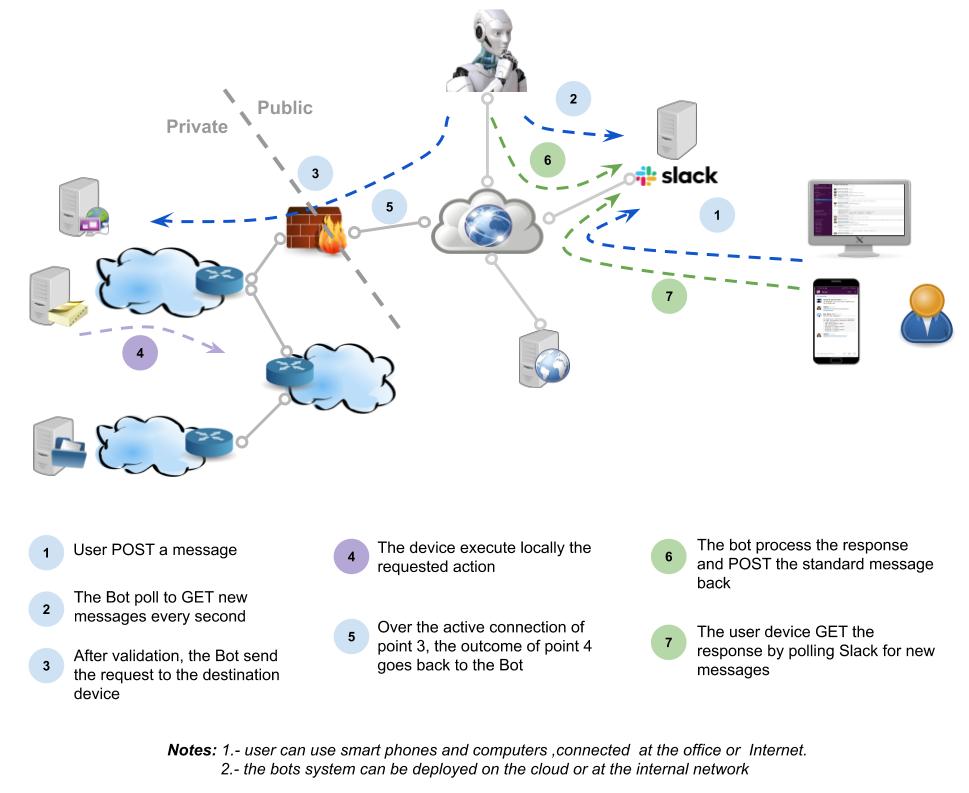 2
Public
Private
6
3
slack
5
1
7
4
1
User POST a message
2
The Bot poll to GET new
messages every second
3
After validation, the Bot send
the request to the destination
device
4
The device execute locally the
requested action
5
Over the active connection of
point 3, the outcome of point 4
goes back to the Bot
6
The bot process the response
and POST the standard message
back
7
The user device GET the
response by polling Slack for new
messages
Notes: 1.- user can use smart phones and computers ,connected at the office or Internet.
2.- the bots system can be deployed on the cloud or at the internal network